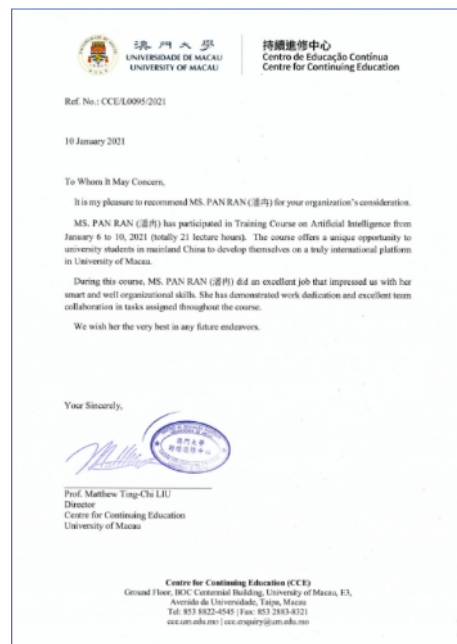 澳門大學
UNIVERSIDADE DE MACAU
UNIVERSITY OF MACAU
持續進修中心
Centro de Educação Contínua
Centre for Continuing Education
Ref. No.: CCE/L0095/2021
10 January 2021
To Whom It May Concern,
It is my pleasure to recommend MS. PAN RAN (潘冉) for your organization's consideration.
MS. PAN RAN (潘冉) has participated in Training Course on Artificial Intelligence from
January 6 to 10, 2021 (totally 21 lecture hours). The course offers a unique opportunity to
university students in mainland China to develop themselves on a truly international platform
in University of Macau.
During this course, MS. PAN RAN (潘冉) did an excellent job that impressed us with her
smart and well organizational skills. She has demonstrated work dedication and excellent team
collaboration in tasks assigned throughout the course.
We wish her the very best in any future endeavors.
Your Sincerely,
澳門大學
持續進修中心
Prof. Matthew Ting-Chi LIU
Director
Centre for Continuing Education
University of Macau
Centre for Continuing Education (CCE)
Ground Floor, BOC Centennial Building, University of Macau, E3,
Avenida da Universidade, Taipa, Macau
Tel: 853 8822-4545 | Fax: 853 2883-8321
cce.um.edu.mo | cce.enquiry@um.edu.mo